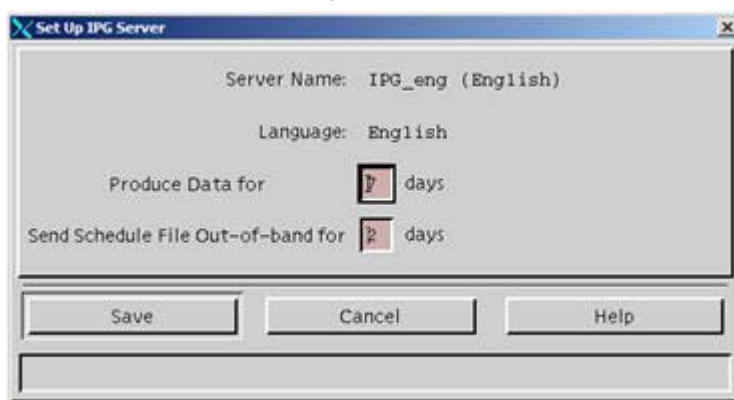 Set Up IPG Server
Server Name: IPG_eng (English)
Language: English
Produce Data for days
Send Schedule File Out-of-band for 2 days
Save Cancel Help